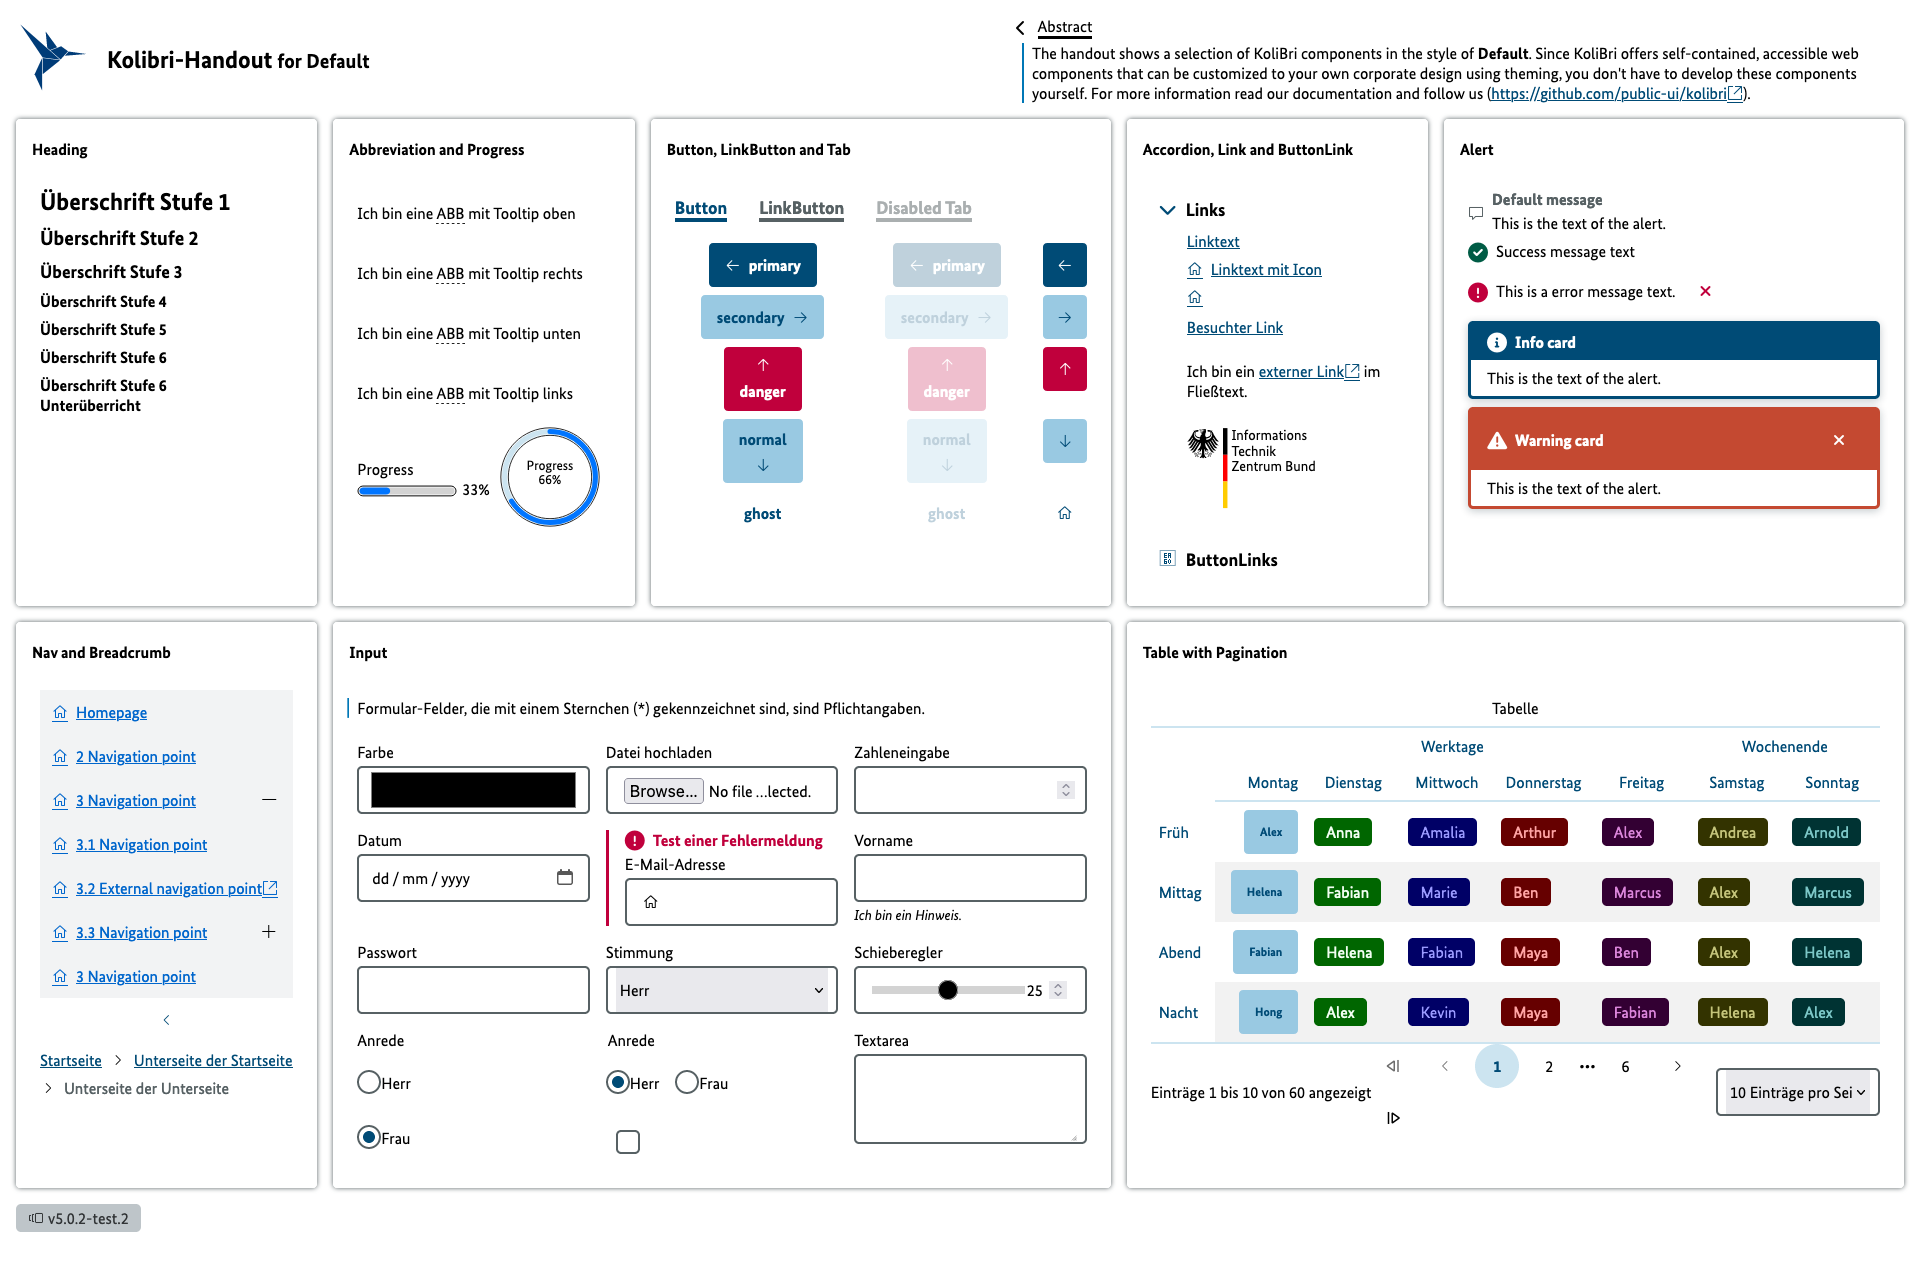 Kolibri-Handout for Default
Abstract
The handout shows a selection of KoliBri components in the style of Default. Since KoliBri offers self-contained, accessible web
components that can be customized to your own corporate design using theming, you don't have to develop these components
yourself. For more information read our documentation and follow us (https://github.com/public-ui/kolibri).
Heading
Überschrift Stufe 1
Überschrift Stufe 2
Überschrift Stufe 3
Überschrift Stufe 4
Überschrift Stufe 5
Überschrift Stufe 6
Überschrift Stufe 6
Unterüberricht
Abbreviation and Progress
Ich bin eine ABB mit Tooltip oben
Ich bin eine ABB mit Tooltip rechts
Ich bin eine ABB mit Tooltip unten
Ich bin eine ABB mit Tooltip links
Progress
33%
Progress
66%
Button, LinkButton and Tab
Button LinkButton Disabled Tab
primary primary
secondary secondary
danger danger
normal normal
ghost ghost
Accordion, Link and ButtonLink
Links
Linktext
Linktext mit Icon
Besuchter Link
Ich bin ein externer Link im
Fließtext.
Informations
Technik
Zentrum Bund
ButtonLinks
Alert
Default message
This is the text of the alert.
Success message text
This is a error message text.
Info card
This is the text of the alert.
Warning card
This is the text of the alert.
Nav and Breadcrumb
Homepage
2 Navigation point
3 Navigation point
3.1 Navigation point
3.2 External navigation point
3.3 Navigation point
3 Navigation point
Startseite Unterseite der Startseite
Unterseite der Unterseite
Input
Formular-Felder, die mit einem Sternchen (*) gekennzeichnet sind, sind Pflichtangaben.
Farbe
Datei hochladen
Browse... No file ...lected.
Zahleneingabe
Datum
dd / mm / yyyy
Test einer Fehlermeldung
E-Mail-Adresse
Vorname
Ich bin ein Hinweis.
Passwort
Stimmung
Herr
Schieberegler
25
Anrede
Herr
Frau
Anrede
Herr Frau
Textarea
Table with Pagination
Tabelle
Werktage Wochenende
Montag Dienstag Mittwoch Donnerstag Freitag Samstag Sonntag
Früh Alex Anna Amalia Arthur Alex Andrea Arnold
Mittag Helena Fabian Marie Ben Marcus Alex Marcus
Abend Fabian Helena Fabian Maya Ben Alex Helena
Nacht Hong Alex Kevin Maya Fabian Helena Alex
Einträge 1 bis 10 von 60 angezeigt
1 2 ••• 6
10 Einträge pro Sei
v5.0.2-test.2